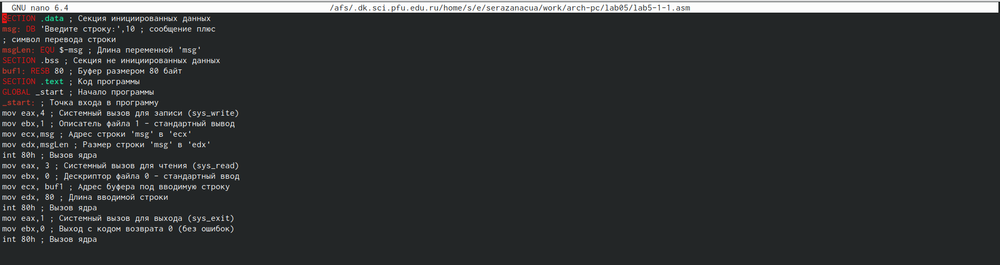 GNU nano 6.4 /afs/.dk.sci.pfu.edu.ru/home/s/e/serazanacua/work/arch-pc/lab05/lab5-1-1.asm
SECTION .data ; Секция инициированных данных
msg: DB 'Введите строку:',10 ; сообщение плюс
; символ перевода строки
msgLen: EQU $-msg ; Длина переменной 'msg'
SECTION .bss ; Секция не инициированных данных
buf1: RESB 80 ; Буфер размером 80 байт
SECTION .text ; Код программы
GLOBAL _start ; Начало программы
_start: ; Точка входа в программу
mov eax,4 ; Системный вызов для записи (sys_write)
mov ebx,1 ; Описатель файла 1 - стандартный вывод
mov ecx,msg ; Адрес строки 'msg' в 'ecx'
mov edx,msgLen ; Размер строки 'msg' в 'edx'
int 80h ; Вызов ядра
mov eax, 3 ; Системный вызов для чтения (sys_read)
mov ebx, 0 ; Дескриптор файла 0 - стандартный ввод
mov ecx, buf1 ; Адрес буфера под вводимую строку
mov edx, 80 ; Длина вводимой строки
int 80h ; Вызов ядра
mov eax,1 ; Системный вызов для выхода (sys_exit)
mov ebx,0 ; Выход с кодом возврата 0 (без ошибок)
int 80h ; Вызов ядра